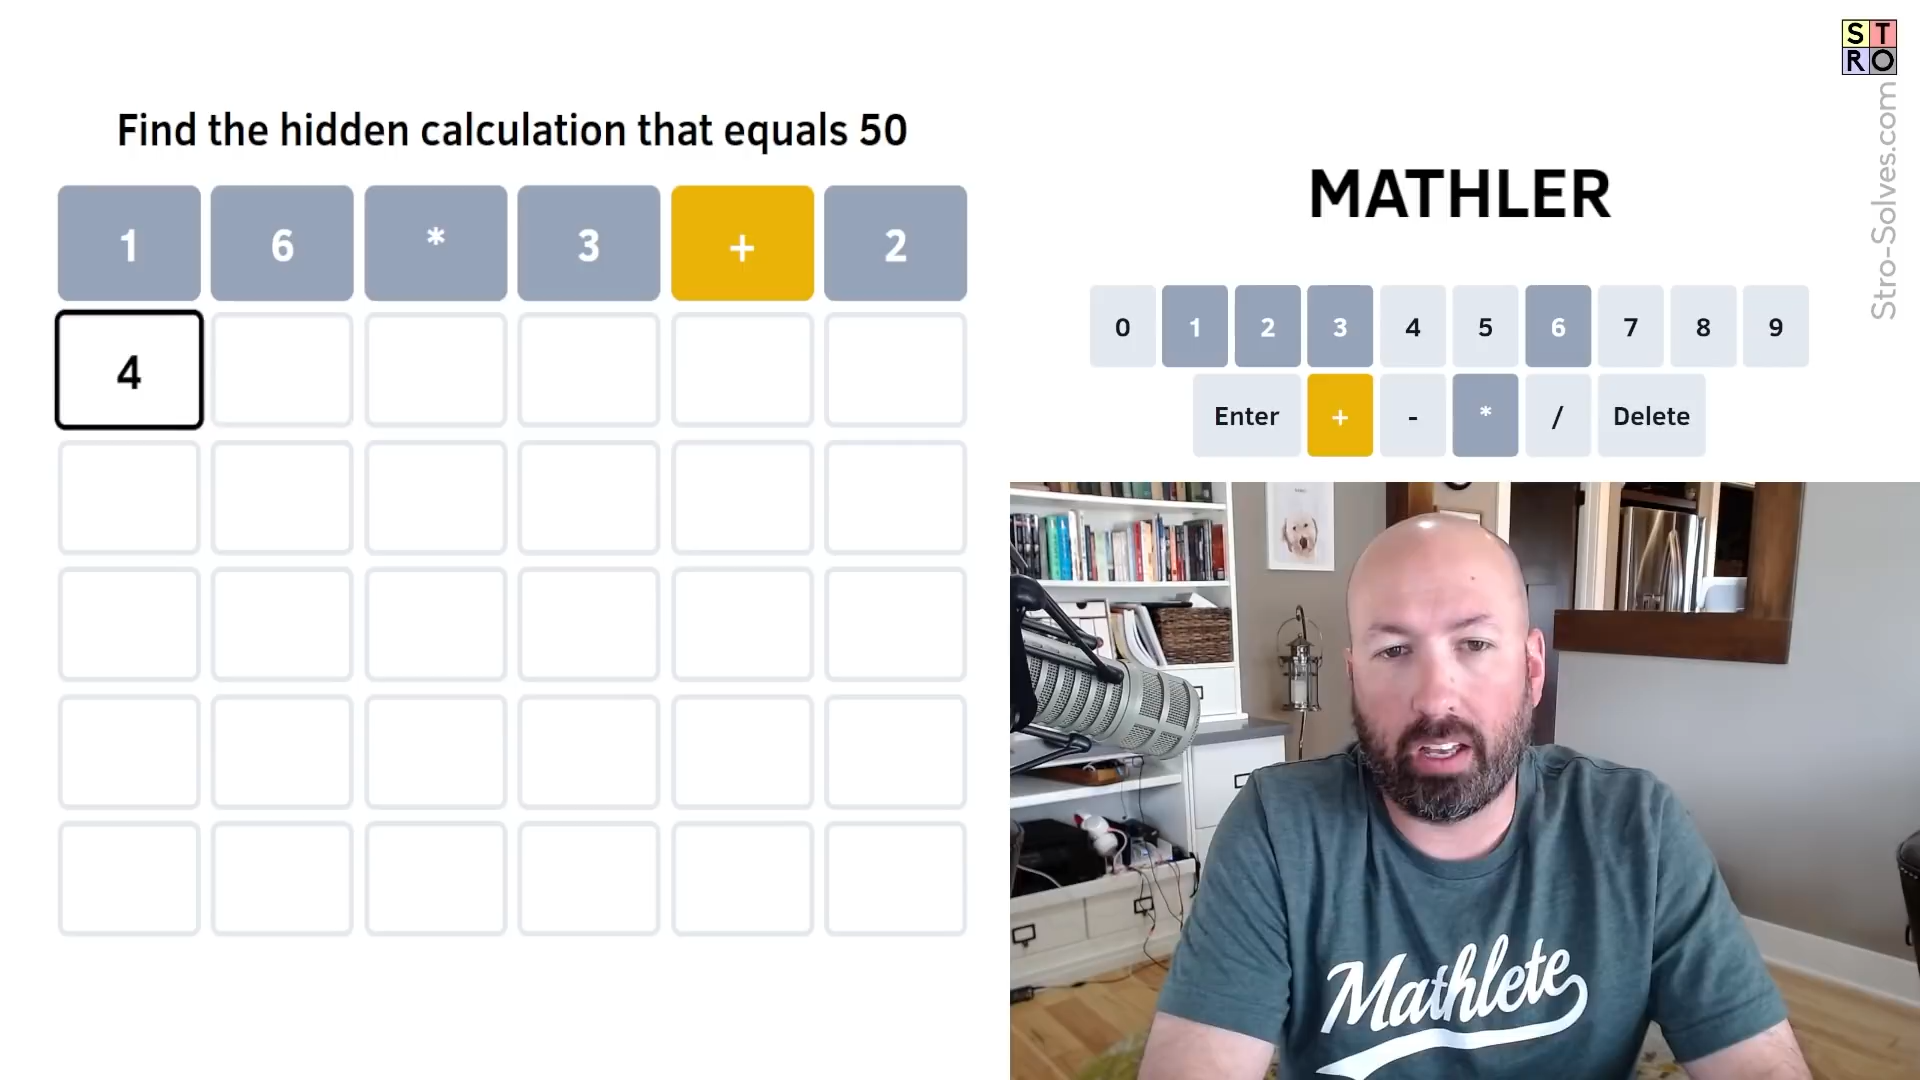 Find the hidden calculation that equals 50
1 6 * 3 + 2
4
S T
R O
Stro-Solves.com
MATHLER
0 1 2 3 4 5 6 7 8 9
Enter + - * / Delete
Mathlete